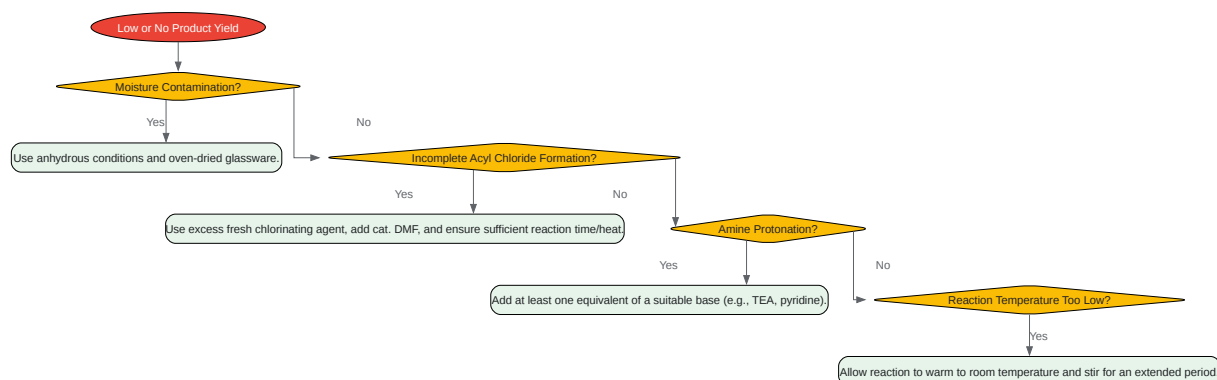 Low or No Product Yield
Moisture Contamination?
Yes
No
Use anhydrous conditions and oven-dried glassware.
Incomplete Acyl Chloride Formation?
Yes
No
Use excess fresh chlorinating agent, add cat. DMF, and ensure sufficient reaction time/heat.
Amine Protonation?
Yes
No
Add at least one equivalent of a suitable base (e.g., TEA, pyridine).
Reaction Temperature Too Low?
Yes
Allow reaction to warm to room temperature and stir for an extended period